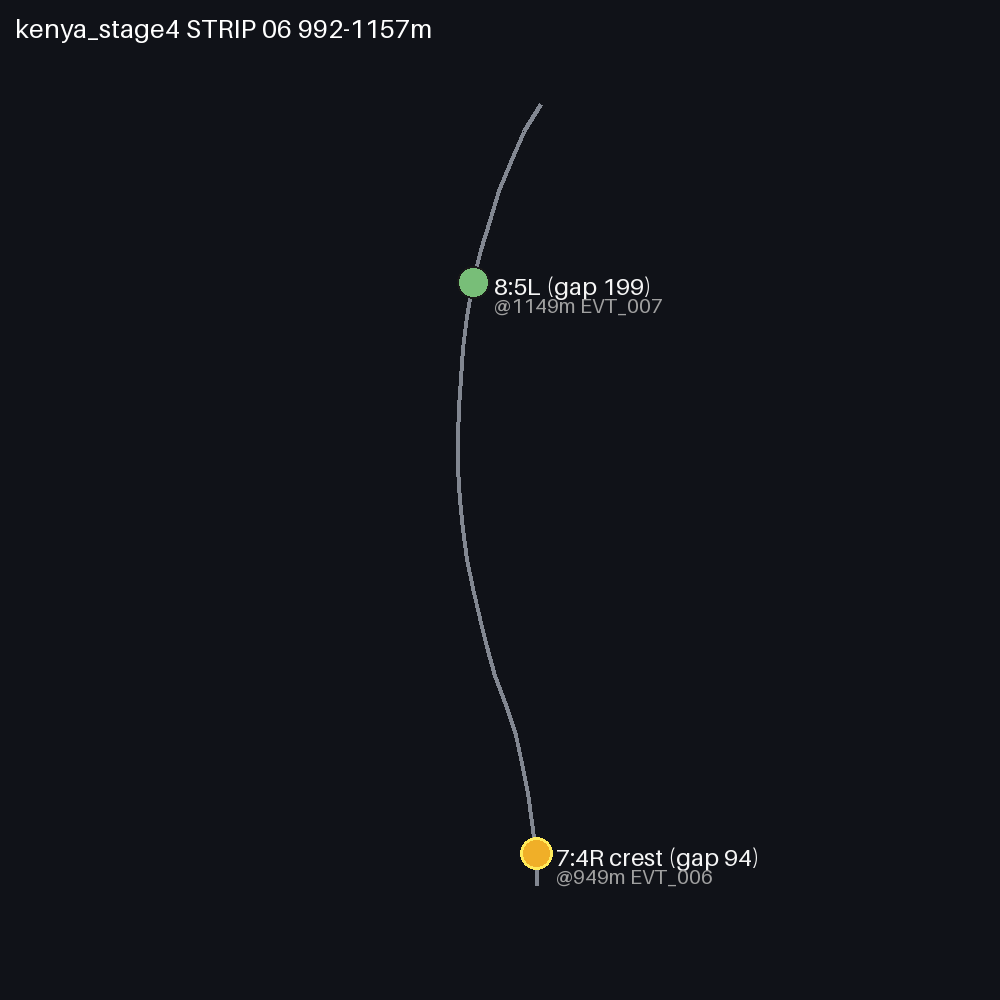 kenya_stage4 STRIP 06 992-1157m
8:5L (gap 199)
@1149m EVT_007
7:4R crest (gap 94)
@949m EVT_006